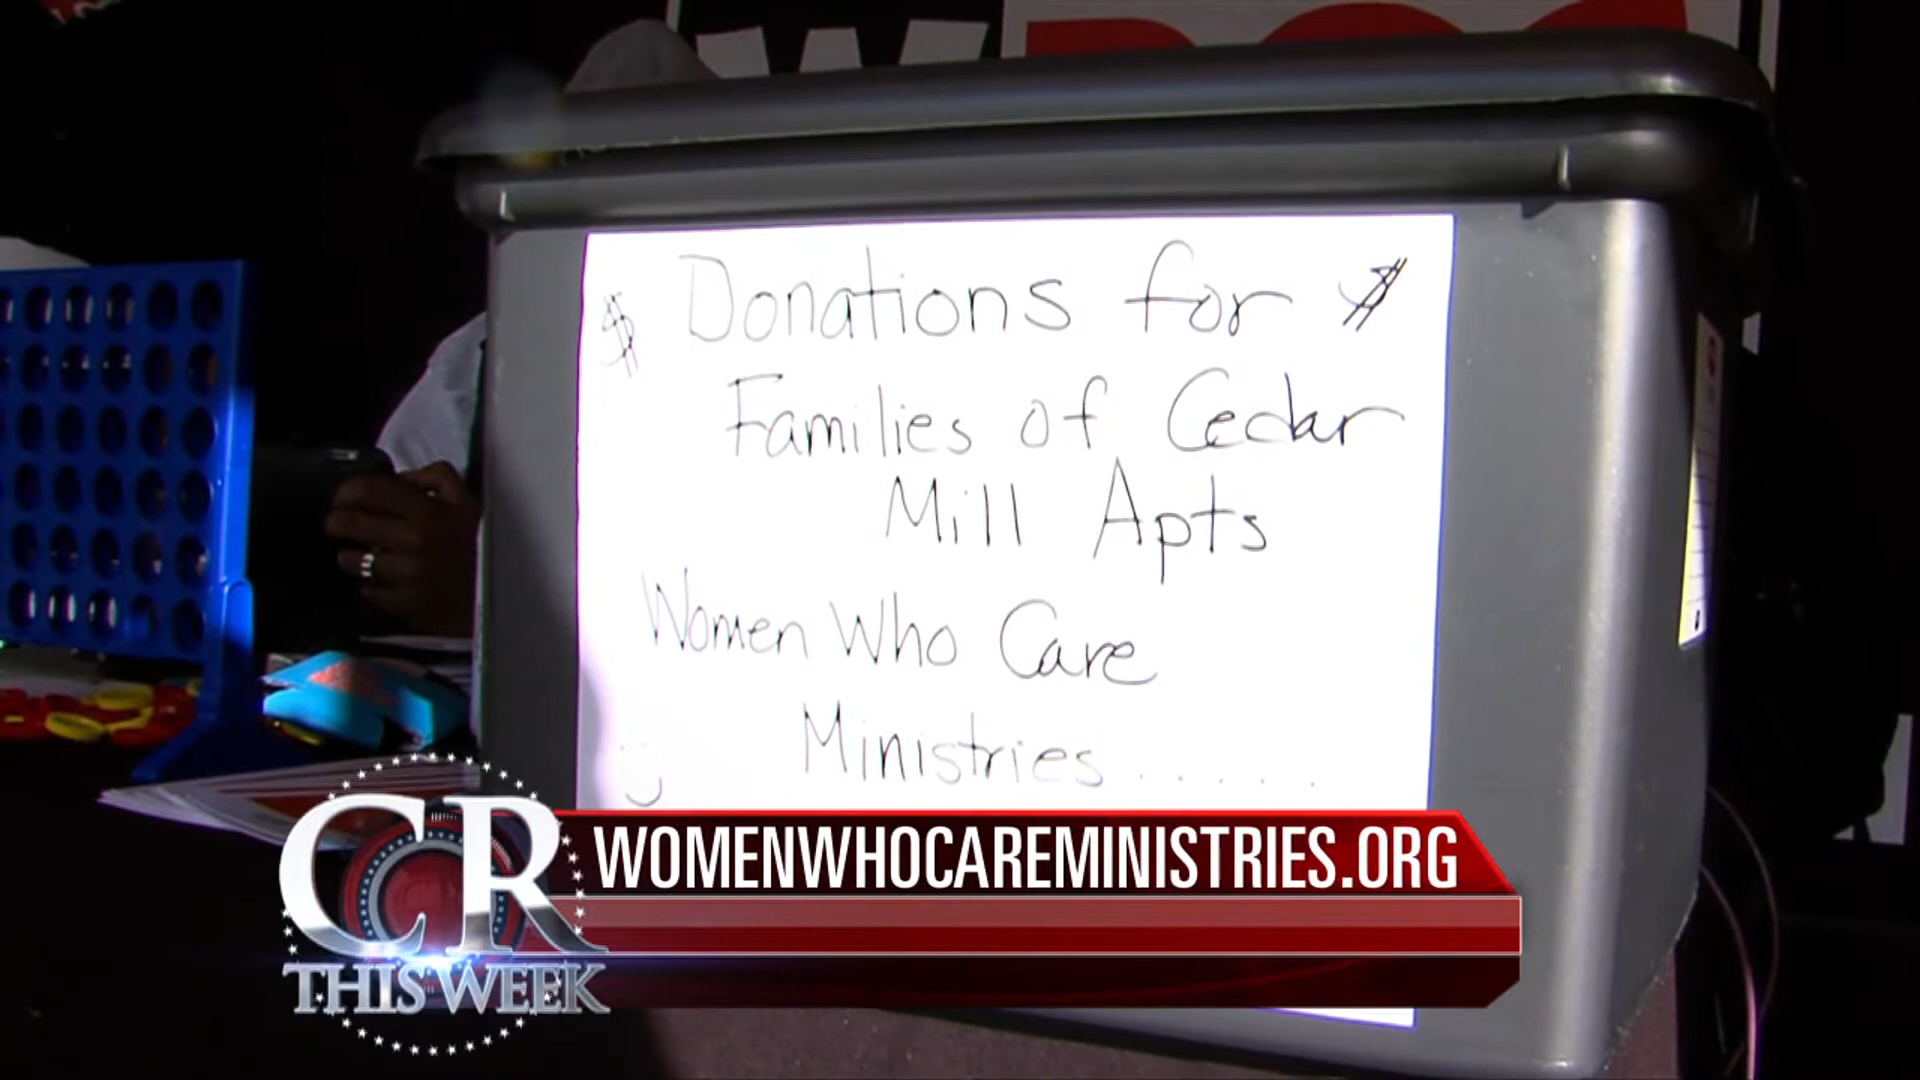 $ Donations for $
Families of Cedar
Mill Apts
Women Who Care
Ministries.......
WOMENWHOCAREMINISTRIES.ORG
CR
THIS WEEK